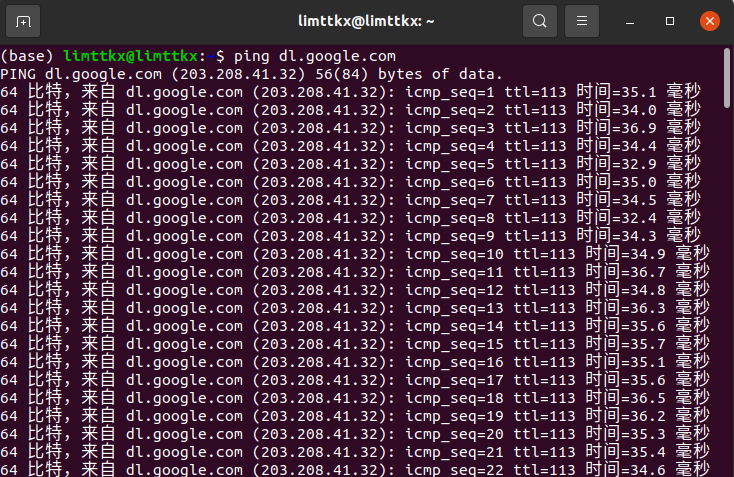 limttkx@limttkx: ~
(base) limttkx@limttkx:~$ ping dl.google.com
PING dl.google.com (203.208.41.32) 56(84) bytes of data.
64 比特，来自 dl.google.com (203.208.41.32): icmp_seq=1 ttl=113 时间=35.1 毫秒
64 比特，来自 dl.google.com (203.208.41.32): icmp_seq=2 ttl=113 时间=34.0 毫秒
64 比特，来自 dl.google.com (203.208.41.32): icmp_seq=3 ttl=113 时间=36.9 毫秒
64 比特，来自 dl.google.com (203.208.41.32): icmp_seq=4 ttl=113 时间=34.4 毫秒
64 比特，来自 dl.google.com (203.208.41.32): icmp_seq=5 ttl=113 时间=32.9 毫秒
64 比特，来自 dl.google.com (203.208.41.32): icmp_seq=6 ttl=113 时间=35.0 毫秒
64 比特，来自 dl.google.com (203.208.41.32): icmp_seq=7 ttl=113 时间=34.5 毫秒
64 比特，来自 dl.google.com (203.208.41.32): icmp_seq=8 ttl=113 时间=32.4 毫秒
64 比特，来自 dl.google.com (203.208.41.32): icmp_seq=9 ttl=113 时间=34.3 毫秒
64 比特，来自 dl.google.com (203.208.41.32): icmp_seq=10 ttl=113 时间=34.9 毫秒
64 比特，来自 dl.google.com (203.208.41.32): icmp_seq=11 ttl=113 时间=36.7 毫秒
64 比特，来自 dl.google.com (203.208.41.32): icmp_seq=12 ttl=113 时间=34.8 毫秒
64 比特，来自 dl.google.com (203.208.41.32): icmp_seq=13 ttl=113 时间=36.3 毫秒
64 比特，来自 dl.google.com (203.208.41.32): icmp_seq=14 ttl=113 时间=35.6 毫秒
64 比特，来自 dl.google.com (203.208.41.32): icmp_seq=15 ttl=113 时间=35.7 毫秒
64 比特，来自 dl.google.com (203.208.41.32): icmp_seq=16 ttl=113 时间=35.1 毫秒
64 比特，来自 dl.google.com (203.208.41.32): icmp_seq=17 ttl=113 时间=35.6 毫秒
64 比特，来自 dl.google.com (203.208.41.32): icmp_seq=18 ttl=113 时间=36.5 毫秒
64 比特，来自 dl.google.com (203.208.41.32): icmp_seq=19 ttl=113 时间=36.2 毫秒
64 比特，来自 dl.google.com (203.208.41.32): icmp_seq=20 ttl=113 时间=35.3 毫秒
64 比特，来自 dl.google.com (203.208.41.32): icmp_seq=21 ttl=113 时间=35.4 毫秒
64 比特，来自 dl.google.com (203.208.41.32): icmp_seq=22 ttl=113 时间=34.6 毫秒